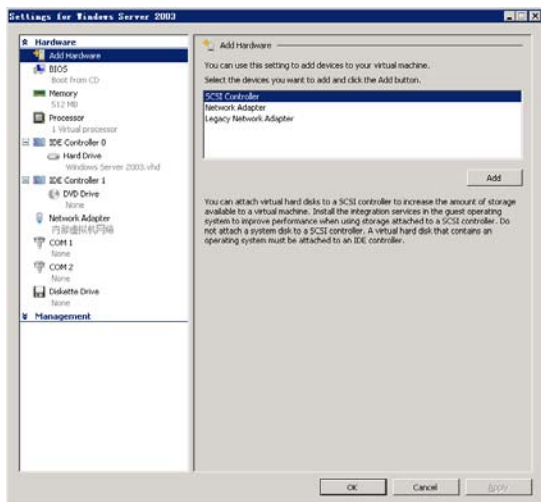 Settings for Windows Server 2003
Hardware
Add Hardware
BIOS
Boot from CD
Memory
512 MB
Processor
1 Virtual processor
IDE Controller 0
Hard Drive
Windows Server 2003.vhd
IDE Controller 1
DVD Drive
None
Network Adapter
内部虚拟机网络
COM 1
None
COM 2
None
Diskette Drive
None
Management
Add Hardware
You can use this setting to add devices to your virtual machine.
Select the devices you want to add and click the Add button.
SCSI Controller
Network Adapter
Legacy Network Adapter
Add
You can attach virtual hard disks to a SCSI controller to increase the amount of storage
available to a virtual machine. Install the integration services in the guest operating
system to improve performance when using storage attached to a SCSI controller. Do
not attach a system disk to a SCSI controller. A virtual hard disk that contains an
operating system must be attached to an IDE controller.
OK
Cancel
Apply